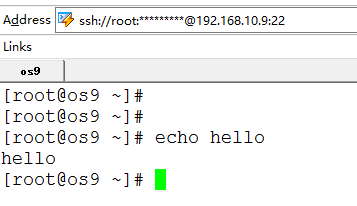 Address ssh://root:*********@192.168.10.9:22
Links
os9
[root@os9 ~]#
[root@os9 ~]#
[root@os9 ~]# echo hello
hello
[root@os9 ~]#